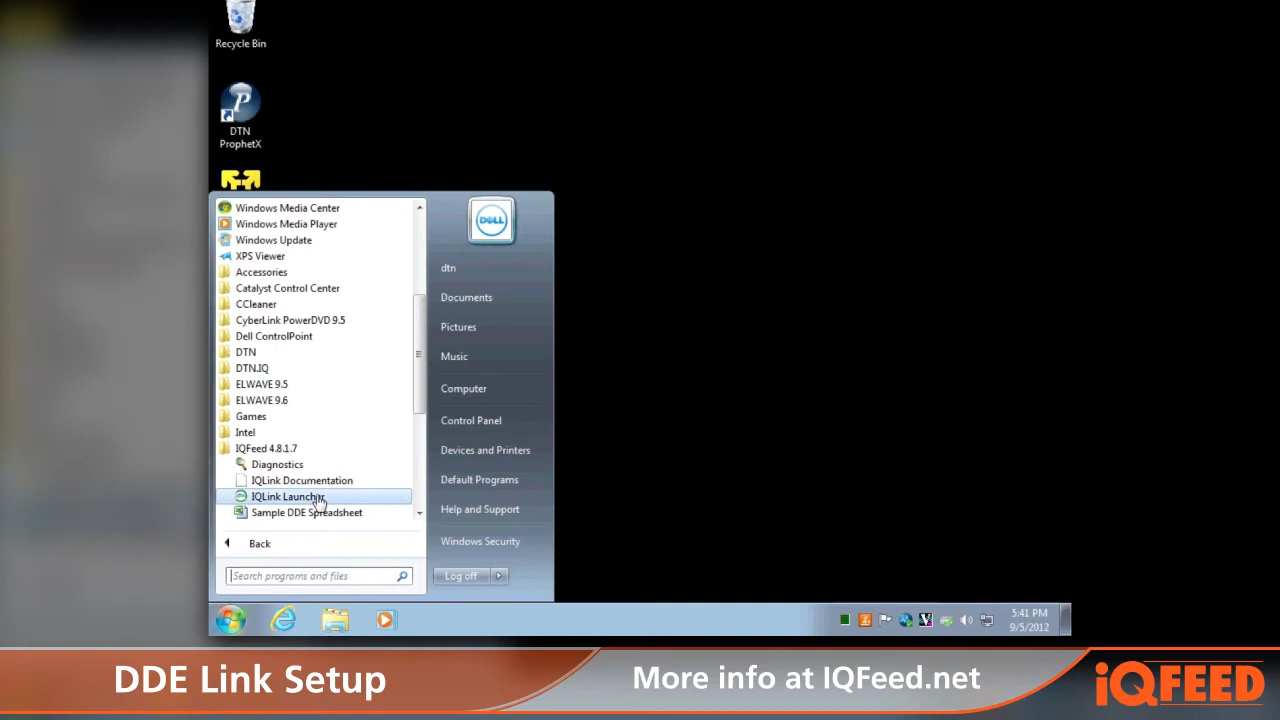 Recycle Bin
DTN
ProphetX
Windows Media Center
Windows Media Player
Windows Update
XPS Viewer
Accessories
Catalyst Control Center
CCleaner
CyberLink PowerDVD 9.5
Dell ControlPoint
DTN
DTN.IQ
ELWAVE 9.5
ELWAVE 9.6
Games
Intel
IQFeed 4.8.1.7
Diagnostics
IQLink Documentation
IQLink Launcher
Sample DDE Spreadsheet
Back
Search programs and files
DELL
dtn
Documents
Pictures
Music
Computer
Control Panel
Devices and Printers
Default Programs
Help and Support
Windows Security
Log off
5:41 PM
9/5/2012
DDE Link Setup
More info at IQFeed.net
iQFEED